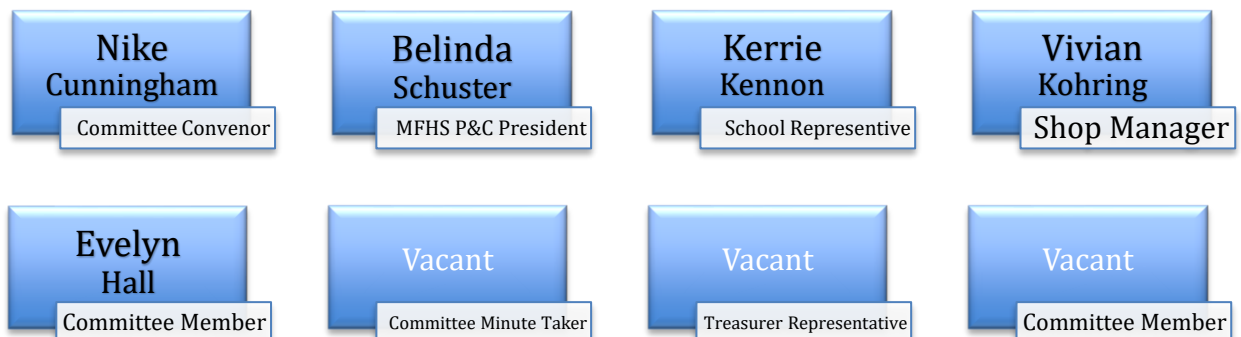 Nike
Cunningham
Committee Convenor
Belinda
Schuster
MFHS P&C President
Kerrie
Kennon
School Representive
Vivian
Kohring
Shop Manager
Evelyn
Hall
Committee Member
Vacant
Committee Minute Taker
Vacant
Treasurer Representative
Vacant
Committee Member